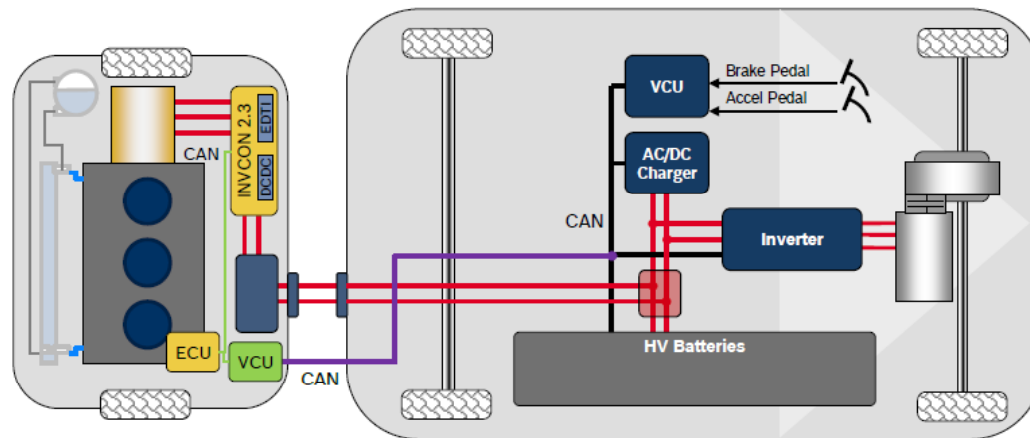 CAN
INVCON 2.3
EDTI
DCDC
ECU
VCU
CAN
VCU
Brake Pedal
Accel Pedal
AC/DC
Charger
CAN
Inverter
HV Batteries